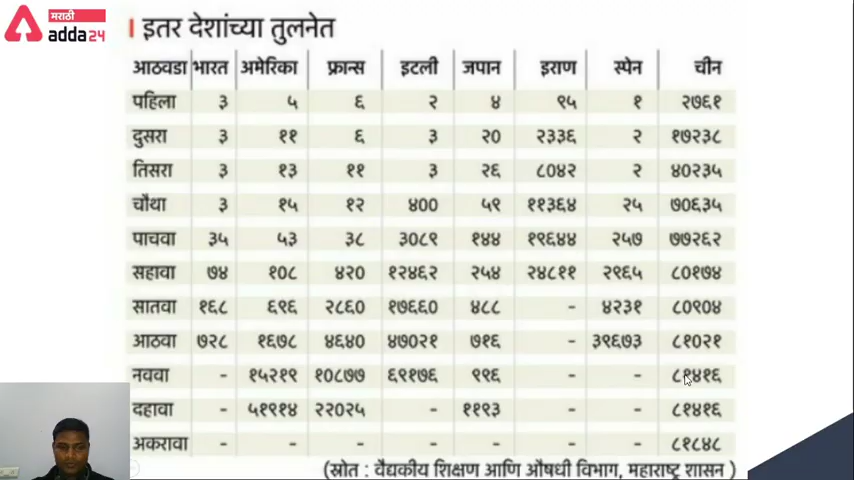 मराठी
adda 24
इतर देशांच्या तुलनेत
आठवडा भारत अमेरिका फ्रान्स इटली जपान इराण स्पेन चीन
पहिला ३ ५ ६ २ ४ ९५ १ २७६१
दुसरा ३ ११ ६ ३ २० २३३६ २ १७२३८
तिसरा ३ १३ ११ ३ २६ ८०४२ २ ४०२३५
चौथा ३ १५ १२ ४०० ५९ ११३६४ २५ ७०६३५
पाचवा ३५ ५३ ३८ ३०८९ १४४ १९६४४ २५७ ७७२६२
सहावा ७४ १०८ ४२० १२४६२ २५४ २४८११ २९६५ ८०१७४
सातवा १६८ ६९६ २८६० १७६६० ४८८ - ४२३१ ८०९०४
आठवा ७२८ १६७८ ४६४० ४७०२१ ७१६ - ३९६७३ ८१०२१
नववा - १५२१९ १०८७७ ६९१७६ ९९६ - - ८१४१६
दहावा - ५१९१४ २२०२५ - ११९३ - - ८१४१६
अकरावा - - - - - - - ८१८४८
(स्रोत : वैद्यकीय शिक्षण आणि औषधी विभाग, महाराष्ट्र शासन )